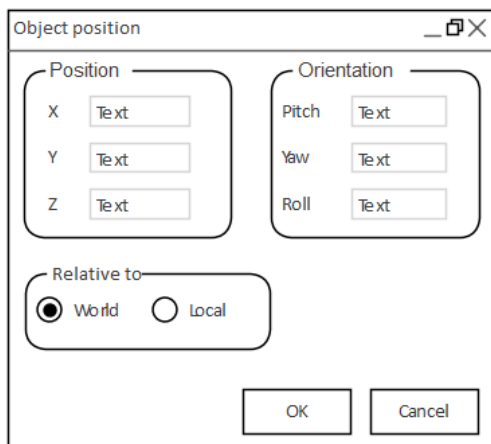 Object position
Position
X Text
Y Text
Z Text
Orientation
Pitch Text
Yaw Text
Roll Text
Relative to
World Local
OK Cancel